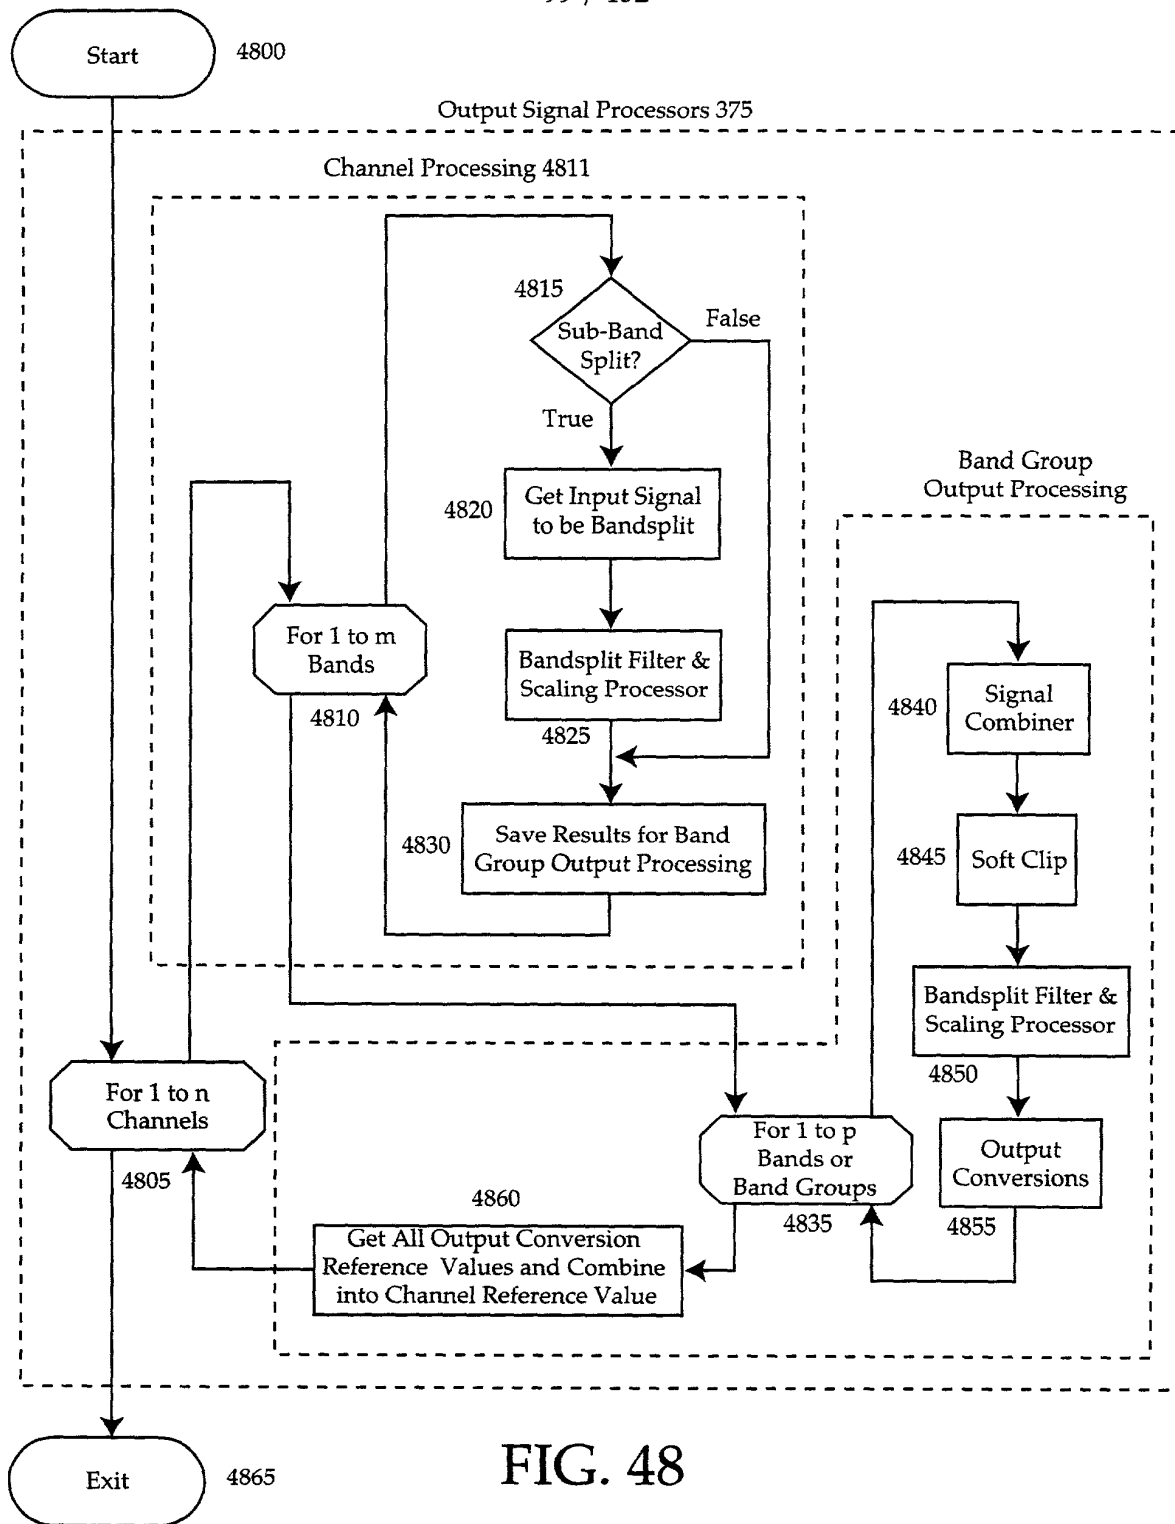 Start
4800
Output Signal Processors 375
Channel Processing 4811
4815
Sub-Band
Split?
False
True
4820
Get Input Signal
to be Bandsplit
Band Group
Output Processing
For 1 to m
Bands
4810
Bandsplit Filter &
Scaling Processor
4825
4830
Save Results for Band
Group Output Processing
4840
Signal
Combiner
4845
Soft Clip
Bandsplit Filter &
Scaling Processor
4850
For 1 to n
Channels
4805
For 1 to p
Bands or
Band Groups
4835
Output
Conversions
4855
4860
Get All Output Conversion
Reference Values and Combine
into Channel Reference Value
Exit
4865
FIG. 48